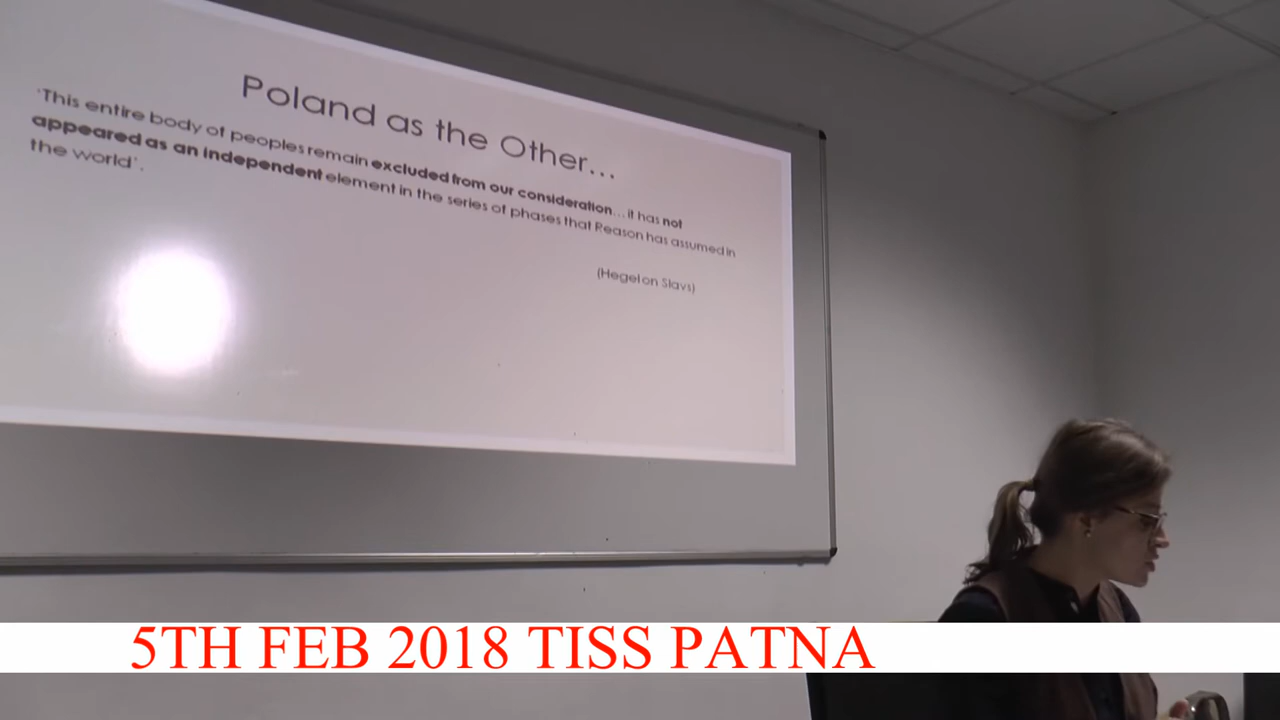 Poland as the Other...
'This entire body of peoples remain excluded from our consideration... it has not
appeared as an independent element in the series of phases that Reason has assumed in
the world'.
(Hegel on Slavs)
5TH FEB 2018 TISS PATNA